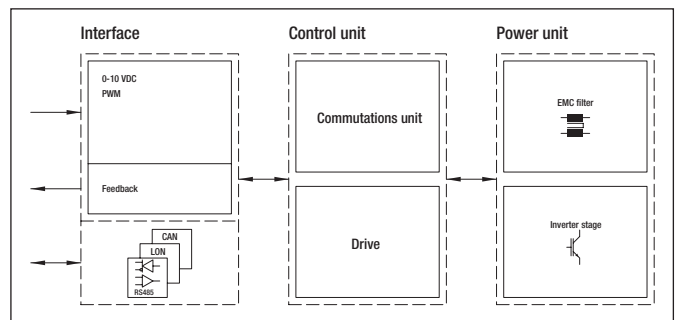 Interface
Control unit
Power unit
0-10 VDC
PWM
Feedback
CAN
LON
RS485
Commutations unit
Drive
EMC filter
Inverter stage